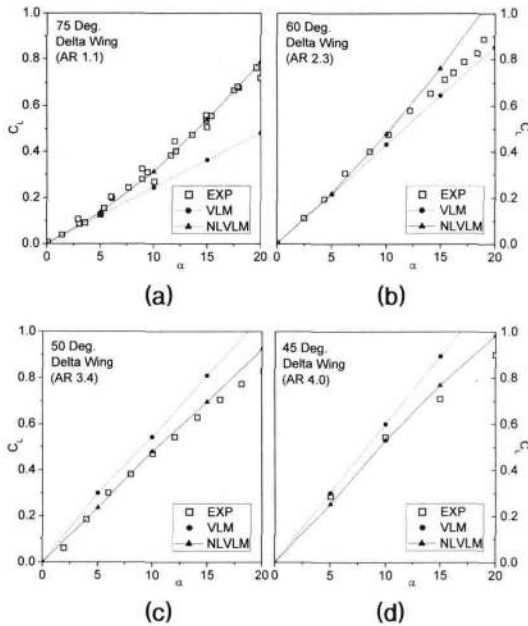 75 Deg.
Delta Wing
(AR 1.1)
1.0
0.8
0.6
0.4
0.2
0.0
C_L
0 5 10 15 20
α
EXP
VLM
NLVLM
(a)
60 Deg.
Delta Wing
(AR 2.3)
1.0
0.8
0.6
0.4
0.2
0.0
C_L
0 5 10 15 20
α
EXP
VLM
NLVLM
(b)
50 Deg.
Delta Wing
(AR 3.4)
1.0
0.8
0.6
0.4
0.2
0.0
C_L
0 5 10 15 20
α
EXP
VLM
NLVLM
(c)
45 Deg.
Delta Wing
(AR 4.0)
1.0
0.8
0.6
0.4
0.2
0.0
C_L
0 5 10 15 20
α
EXP
VLM
NLVLM
(d)